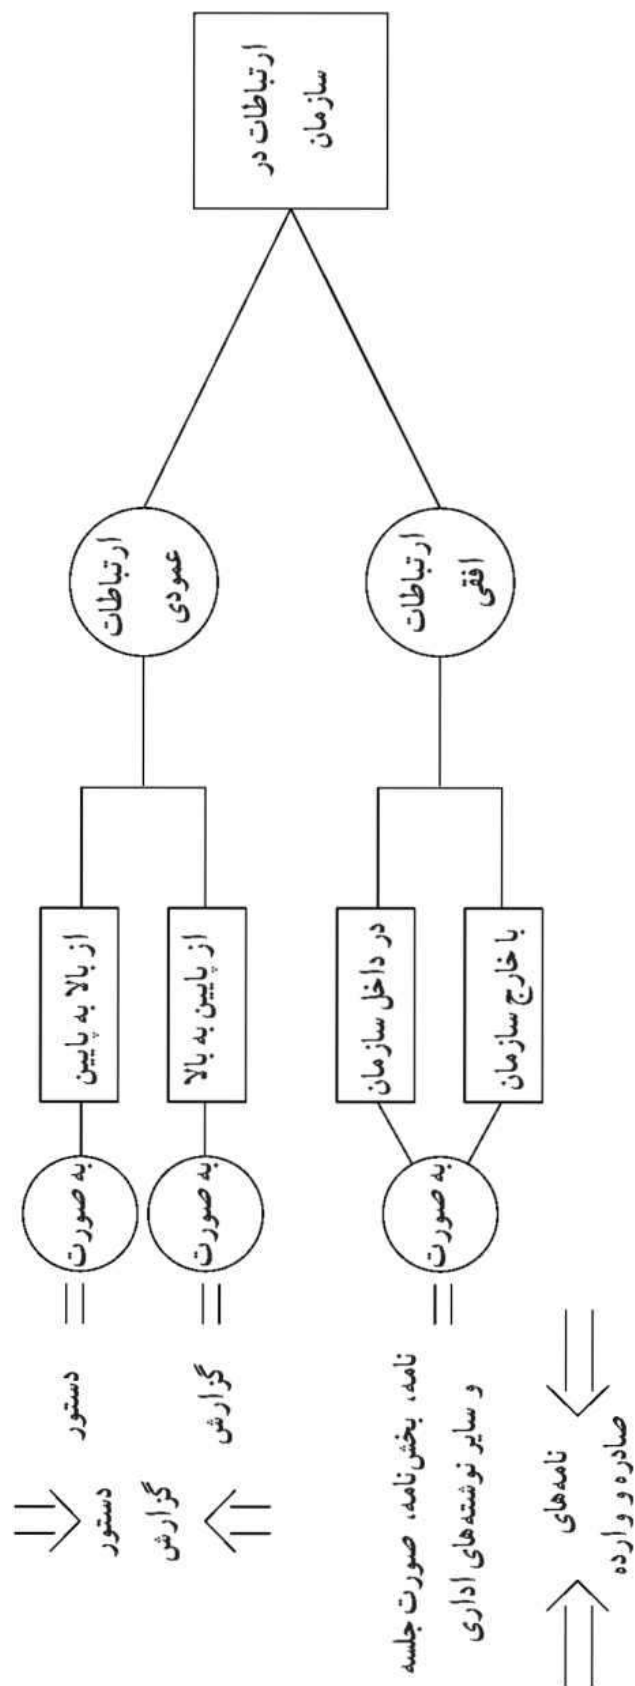 ارتباطات در
سازمان
ارتباطات
عمودی
ارتباطات
افقی
از بالا به پایین
از پایین به بالا
در داخل سازمان
با خارج سازمان
به صورت
به صورت
به صورت
دستور
گزارش
نامه، بخش‌نامه، صورت جلسه
و سایر نوشته‌های اداری
دستور
گزارش
نامه‌های
صادره و وارده